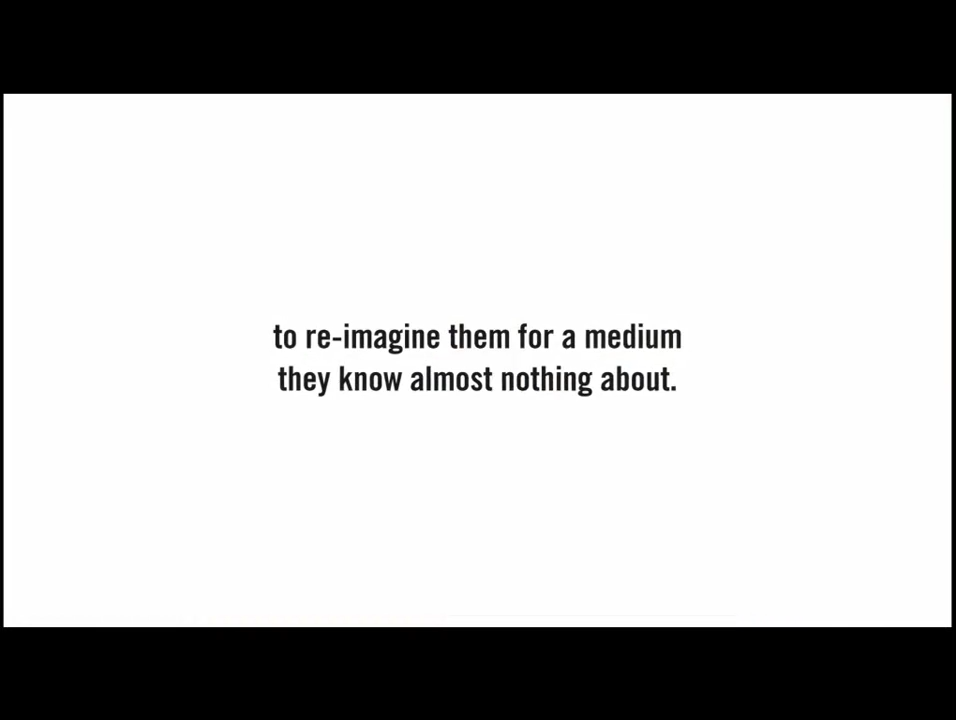 to re-imagine them for a medium
they know almost nothing about.